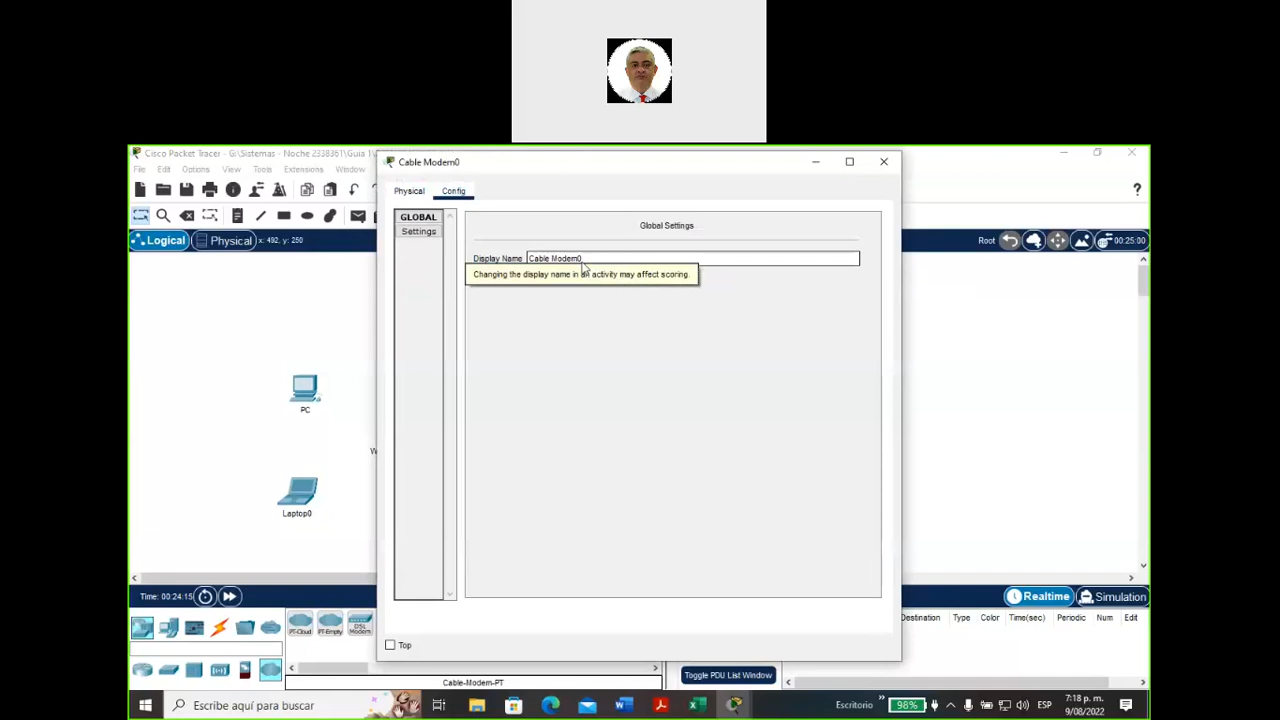 Cisco Packet Tracer - G:\Sistemas - Noche 2338361\Guia 1
Cable Modem0
File Edit Options View Tools Extensions Window
Physical Config
GLOBAL
Settings
Global Settings
Logical Physical x: 492, y: 250
Root 00:25:00
Display Name Cable Modem0
Changing the display name in an activity may affect scoring.
PC
W
Laptop0
Time: 00:24:15
Realtime Simulation
PT-Cloud PT-Empty DSL Modem
Destination Type Color Time(sec) Periodic Num Edit
Top
Toggle PDU List Window
Cable-Modem-PT
Escribe aquí para buscar
Escritorio 98% ESP
7:18 p. m.
9/08/2022
?